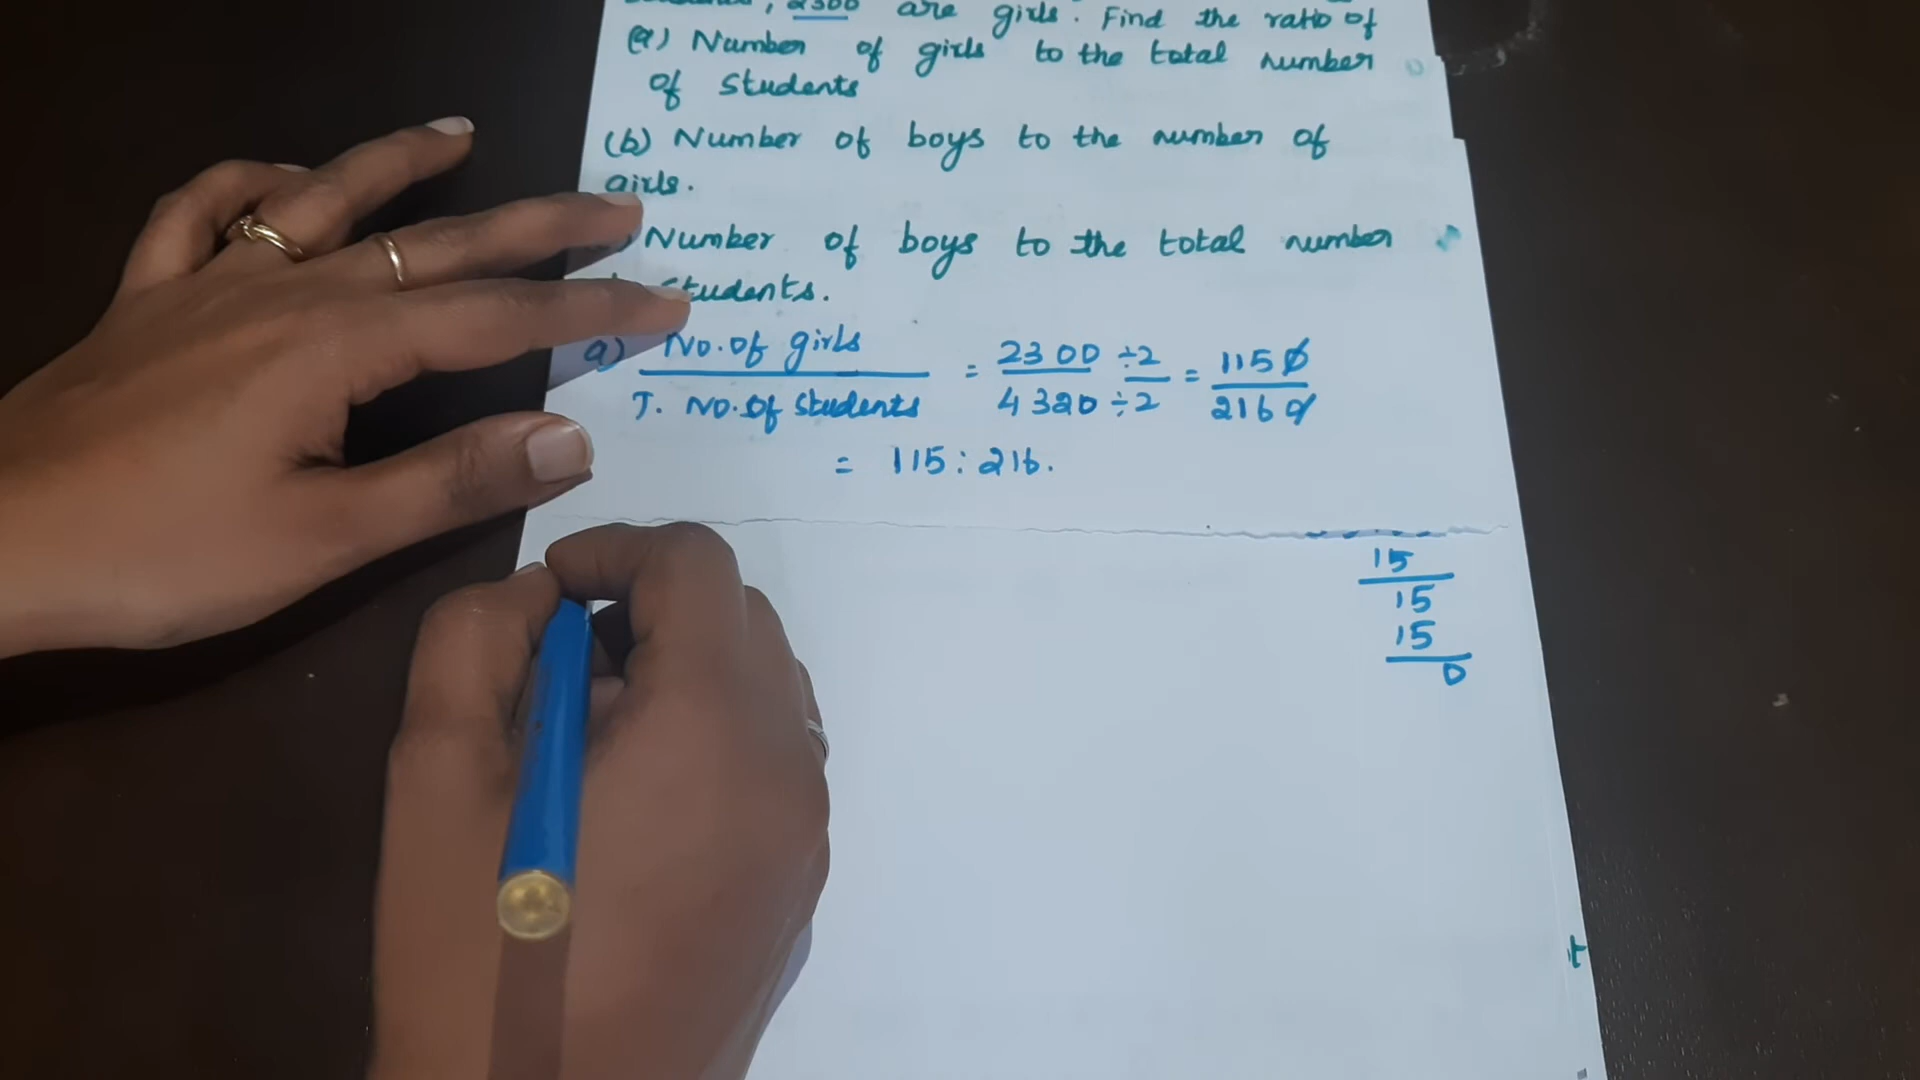 2300 are girls. Find the ratio of
(a) Number of girls to the total number
of Students
(b) Number of boys to the number of
girls.
Number of boys to the total number
Students.
a) No. of girls / T. No. of students = 2300 ÷2 / 4320 ÷2 = 1150 / 2160
= 115 : 216.
15
15
15
0
t